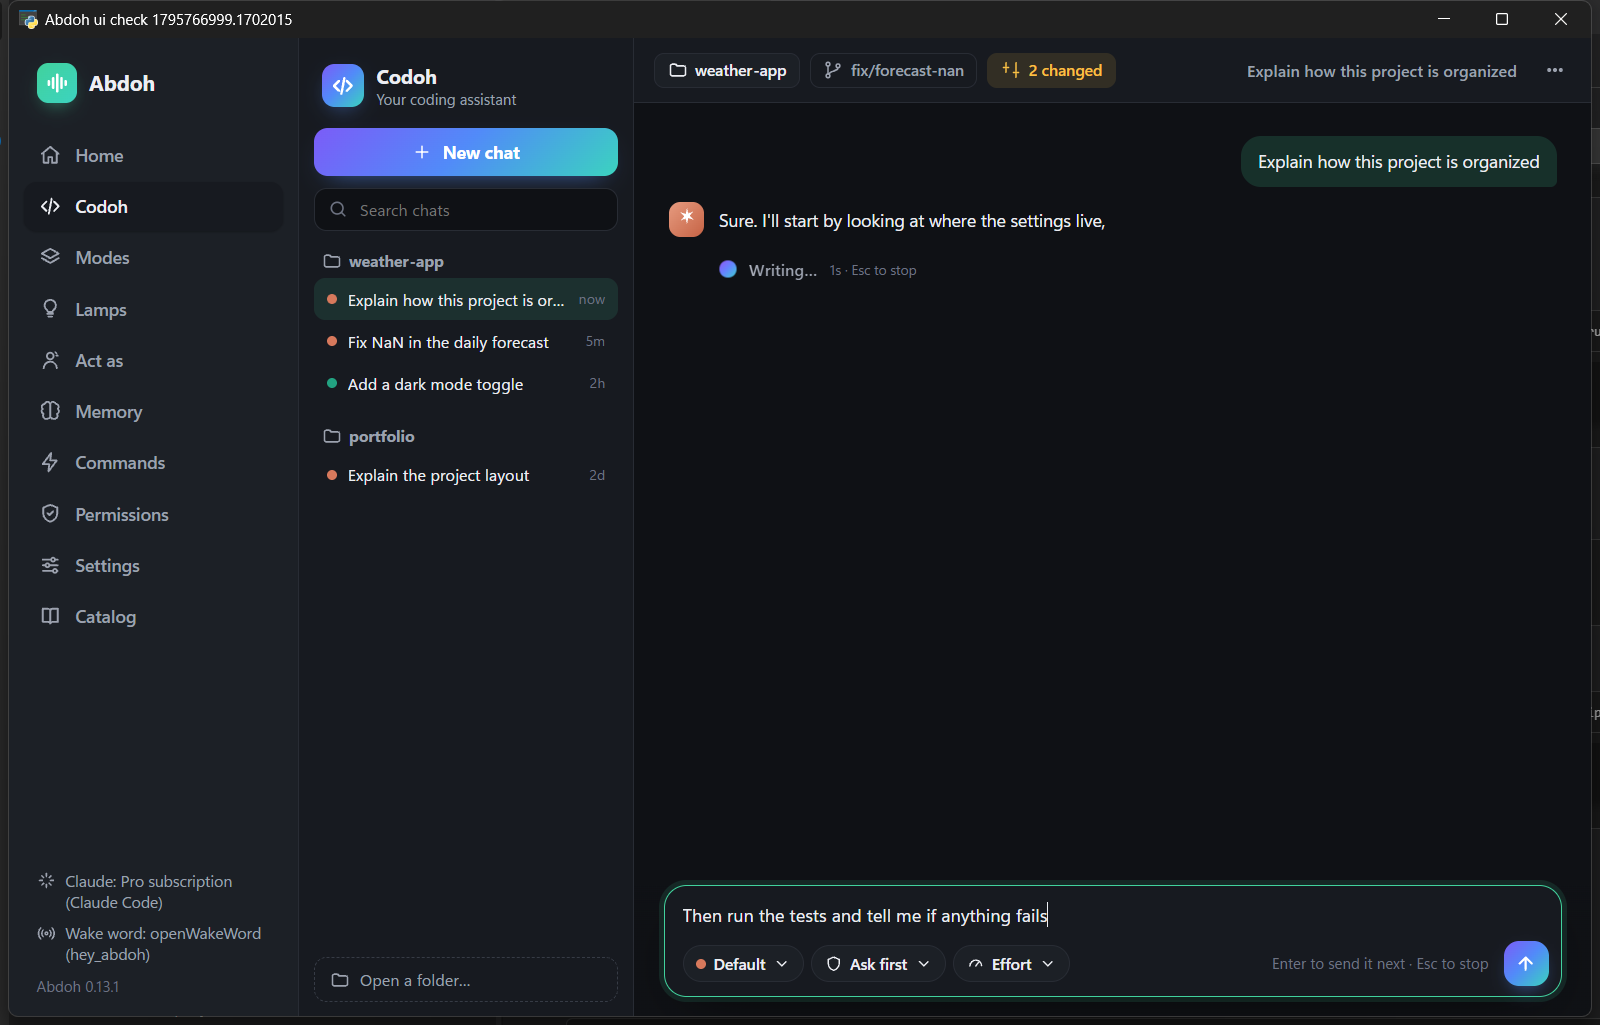 Abdoh ui check 1795766999.1702015
Abdoh
Home
Codoh
Modes
Lamps
Act as
Memory
Commands
Permissions
Settings
Catalog
Claude: Pro subscription
(Claude Code)
Wake word: openWakeWord
(hey_abdoh)
Abdoh 0.13.1
Codoh
Your coding assistant
+ New chat
Search chats
weather-app
Explain how this project is or... now
Fix NaN in the daily forecast 5m
Add a dark mode toggle 2h
portfolio
Explain the project layout 2d
Open a folder...
weather-app fix/forecast-nan 2 changed Explain how this project is organized
Explain how this project is organized
Sure. I'll start by looking at where the settings live,
Writing... 1s · Esc to stop
Then run the tests and tell me if anything fails
Default Ask first Effort Enter to send it next · Esc to stop